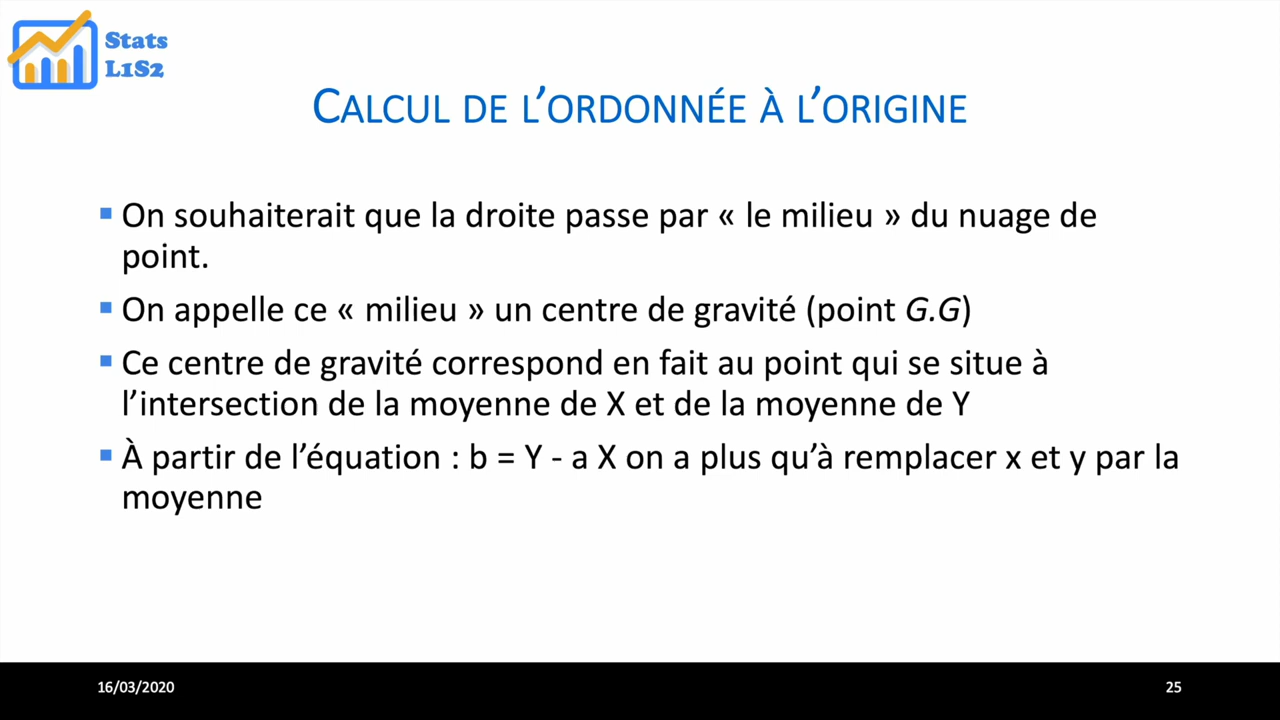 Stats
L1S2
CALCUL DE L’ORDONNÉE À L’ORIGINE
▪ On souhaiterait que la droite passe par « le milieu » du nuage de
point.
▪ On appelle ce « milieu » un centre de gravité (point G.G)
▪ Ce centre de gravité correspond en fait au point qui se situe à
l’intersection de la moyenne de X et de la moyenne de Y
▪ À partir de l’équation : b = Y - a X on a plus qu’à remplacer x et y par la
moyenne
16/03/2020
25